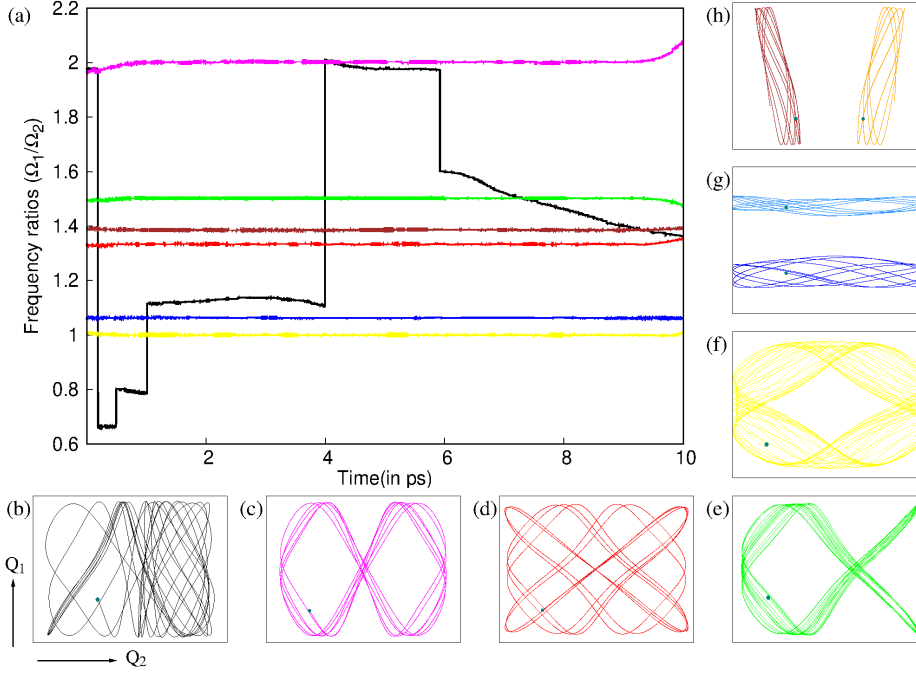 (a)
Frequency ratios (Ω1/Ω2)
2.2
2
1.8
1.6
1.4
1.2
1
0.8
0.6
2
4
6
8
10
Time(in ps)
(h)
(g)
(f)
(b)
(c)
(d)
(e)
Q1
Q2